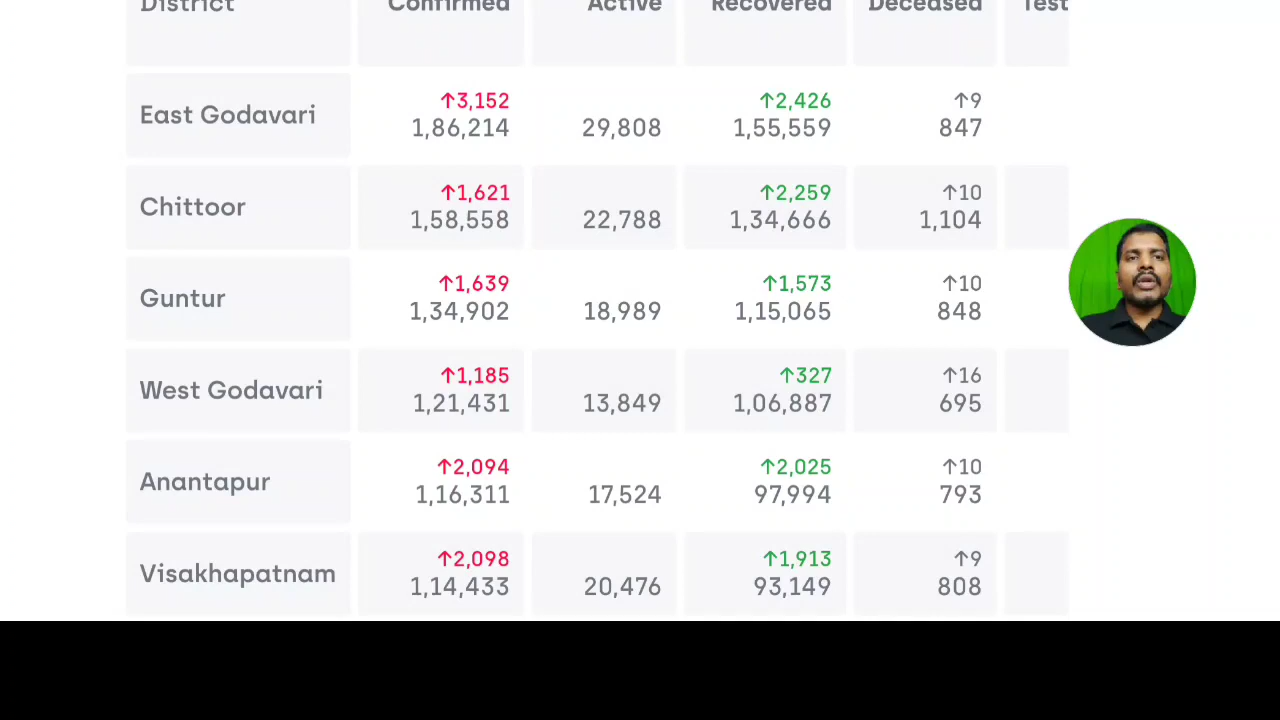 District Confirmed Active Recovered Deceased Test
↑3,152 ↑2,426 ↑9
East Godavari 1,86,214 29,808 1,55,559 847
↑1,621 ↑2,259 ↑10
Chittoor 1,58,558 22,788 1,34,666 1,104
↑1,639 ↑1,573 ↑10
Guntur 1,34,902 18,989 1,15,065 848
↑1,185 ↑327 ↑16
West Godavari 1,21,431 13,849 1,06,887 695
↑2,094 ↑2,025 ↑10
Anantapur 1,16,311 17,524 97,994 793
↑2,098 ↑1,913 ↑9
Visakhapatnam 1,14,433 20,476 93,149 808